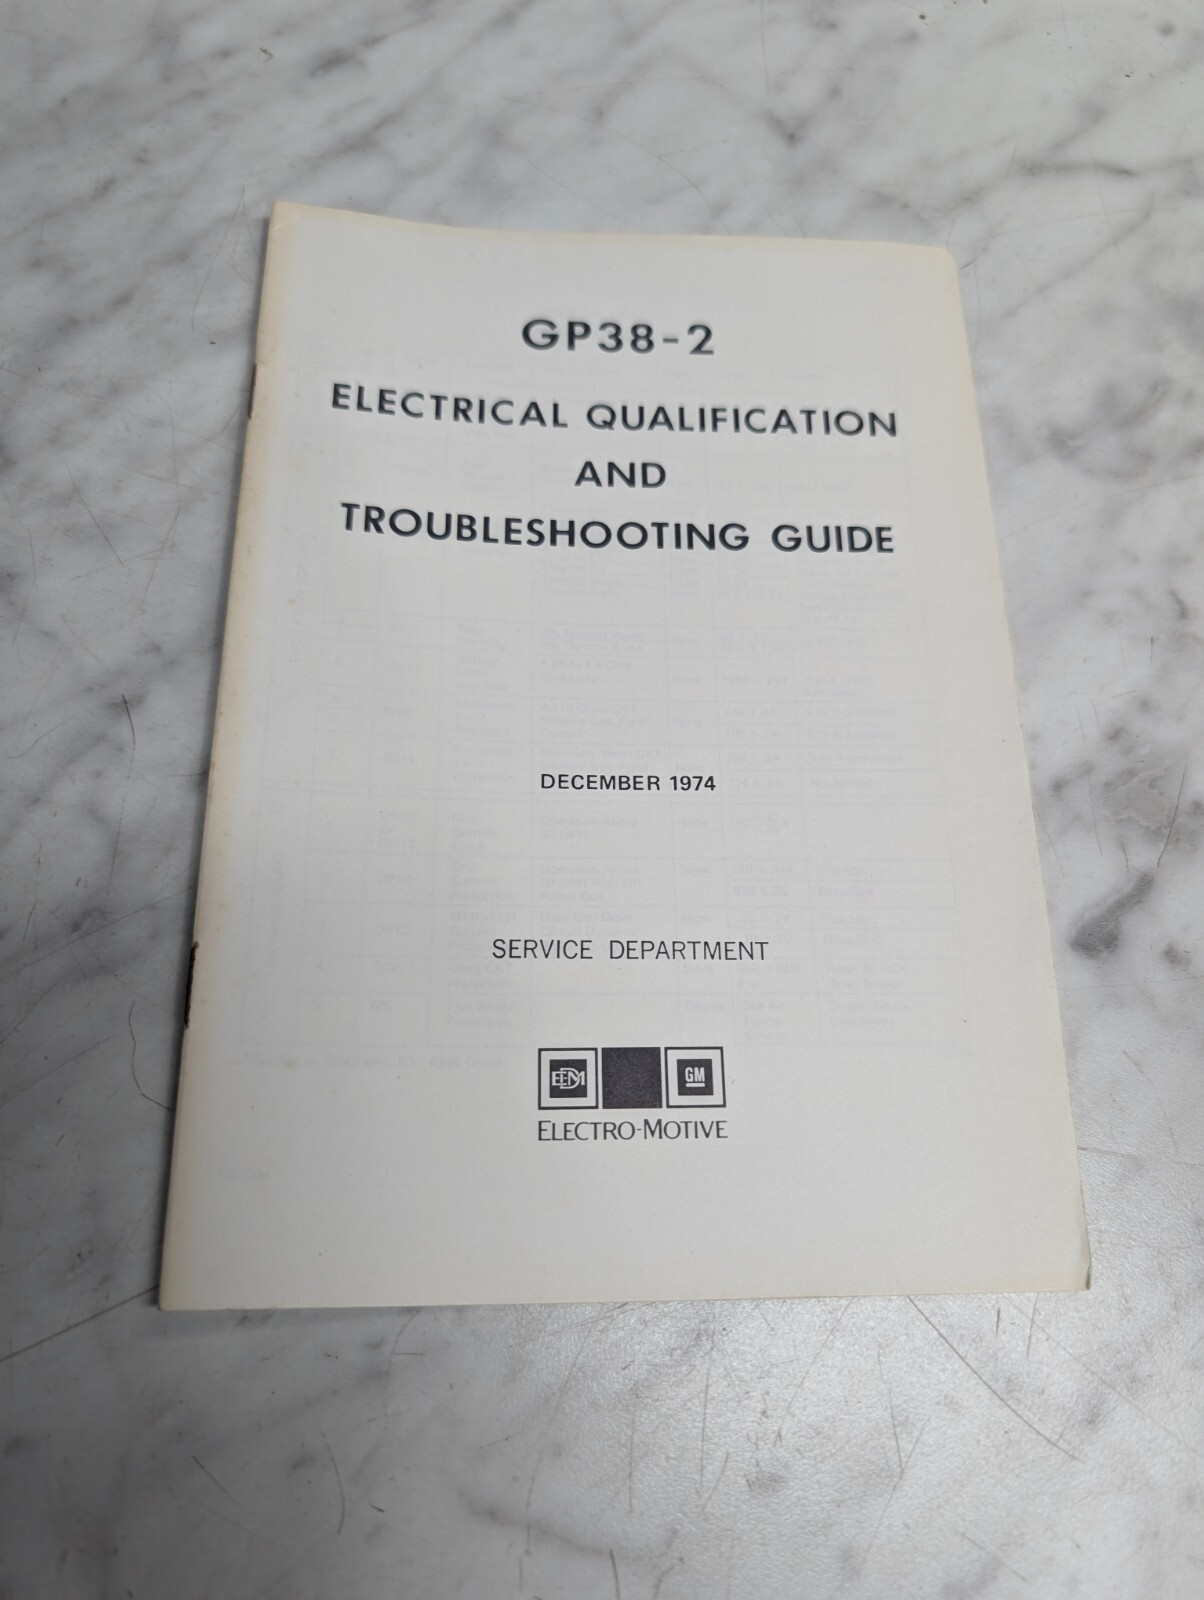 GP38-2
ELECTRICAL QUALIFICATION
AND
TROUBLESHOOTING GUIDE
DECEMBER 1974
SERVICE DEPARTMENT
EMD GM
ELECTRO-MOTIVE